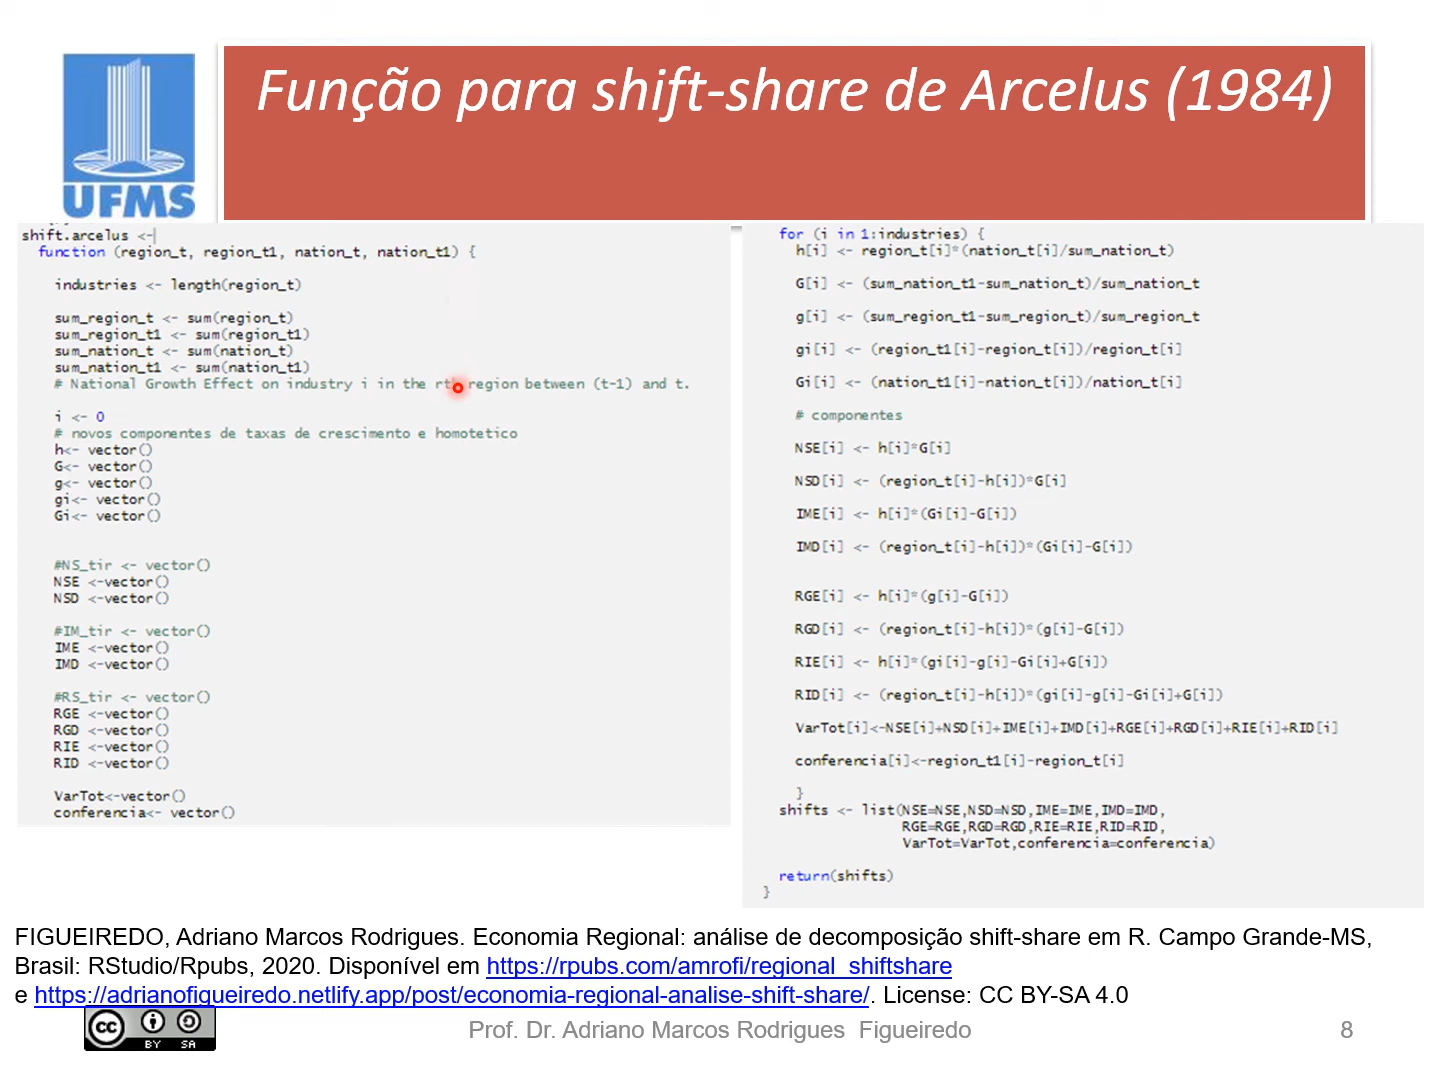 Função para shift-share de Arcelus (1984)
UFMS
shift.arcelus <-
function (region_t, region_t1, nation_t, nation_t1) {
industries <- length(region_t)
sum_region_t <- sum(region_t)
sum_region_t1 <- sum(region_t1)
sum_nation_t <- sum(nation_t)
sum_nation_t1 <- sum(nation_t1)
# National Growth Effect on industry i in the region between (t-1) and t.
i <- 0
# novos componentes de taxas de crescimento e homotetico
h<- vector()
G<- vector()
g<- vector()
gi<- vector()
Gi<- vector()
#NS_tir <- vector()
NSE <-vector()
NSD <-vector()
#IM_tir <- vector()
IME <-vector()
IMD <-vector()
#RS_tir <- vector()
RGE <-vector()
RGD <-vector()
RIE <-vector()
RID <-vector()
VarTot<-vector()
conferencia<- vector()
for (i in 1:industries) {
h[i] <- region_t[i]*(nation_t[i]/sum_nation_t)
G[i] <- (sum_nation_t1-sum_nation_t)/sum_nation_t
g[i] <- (sum_region_t1-sum_region_t)/sum_region_t
gi[i] <- (region_t1[i]-region_t[i])/region_t[i]
Gi[i] <- (nation_t1[i]-nation_t[i])/nation_t[i]
# componentes
NSE[i] <- h[i]*G[i]
NSD[i] <- (region_t[i]-h[i])*G[i]
IME[i] <- h[i]*(Gi[i]-G[i])
IMD[i] <- (region_t[i]-h[i])*(Gi[i]-G[i])
RGE[i] <- h[i]*(g[i]-G[i])
RGD[i] <- (region_t[i]-h[i])*(g[i]-G[i])
RIE[i] <- h[i]*(gi[i]-g[i]-Gi[i]+G[i])
RID[i] <- (region_t[i]-h[i])*(gi[i]-g[i]-Gi[i]+G[i])
VarTot[i]<-NSE[i]+NSD[i]+IME[i]+IMD[i]+RGE[i]+RGD[i]+RIE[i]+RID[i]
conferencia[i]<-region_t1[i]-region_t[i]
}
shifts <- list(NSE=NSE,NSD=NSD,IME=IME,IMD=IMD,
RGE=RGE,RGD=RGD,RIE=RIE,RID=RID,
VarTot=VarTot,conferencia=conferencia)
return(shifts)
}
FIGUEIREDO, Adriano Marcos Rodrigues. Economia Regional: análise de decomposição shift-share em R. Campo Grande-MS,
Brasil: RStudio/Rpubs, 2020. Disponível em https://rpubs.com/amrofi/regional_shiftshare
e https://adrianofigueiredo.netlify.app/post/economia-regional-analise-shift-share/. License: CC BY-SA 4.0
cc BY SA
Prof. Dr. Adriano Marcos Rodrigues Figueiredo
8